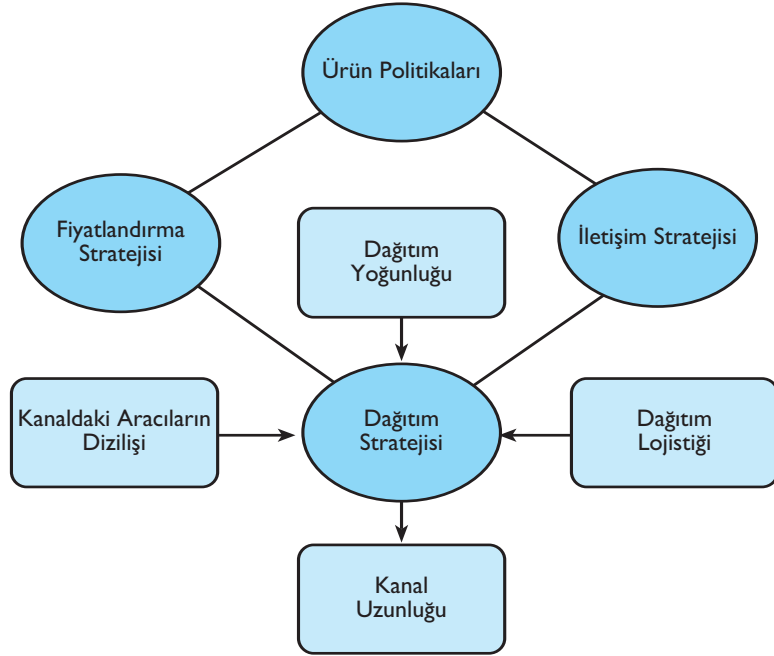 Ürün Politikaları
Fiyatlandırma
Stratejisi
Dağıtım
Yoğunluğu
İletişim Stratejisi
Kanaldaki Aracıların
Dizilişi
Dağıtım
Stratejisi
Dağıtım
Lojistiği
Kanal
Uzunluğu